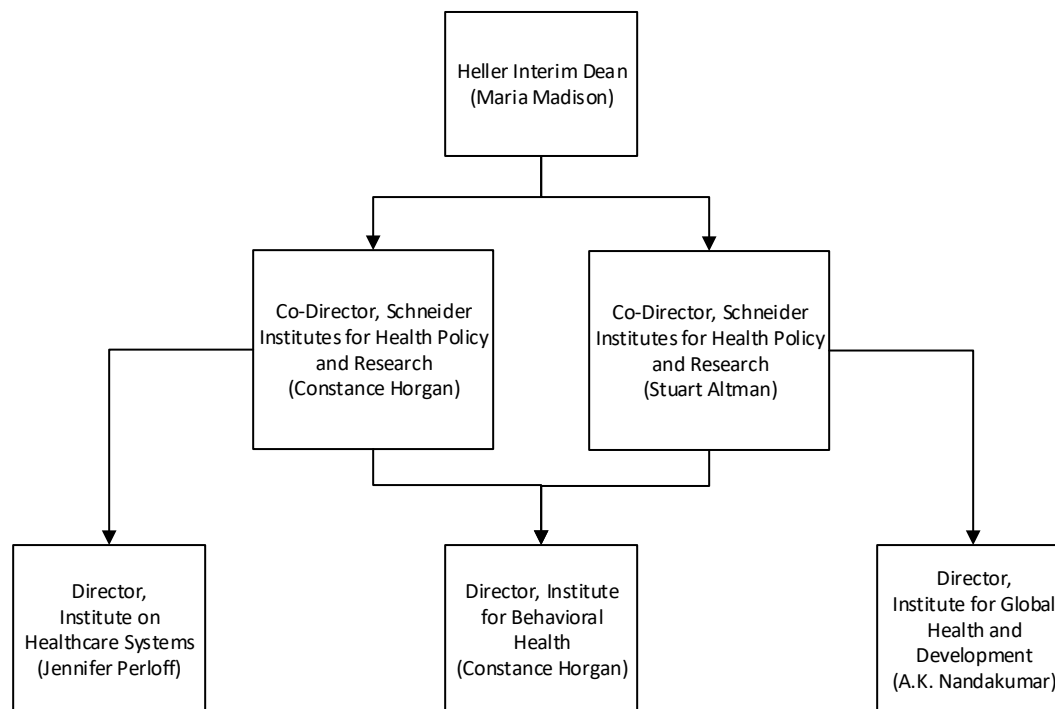 Heller Interim Dean
(Maria Madison)
Co-Director, Schneider
Institutes for Health Policy
and Research
(Constance Horgan)
Co-Director, Schneider
Institutes for Health Policy
and Research
(Stuart Altman)
Director,
Institute on
Healthcare Systems
(Jennifer Perloff)
Director, Institute
for Behavioral
Health
(Constance Horgan)
Director,
Institute for Global
Health and
Development
(A.K. Nandakumar)